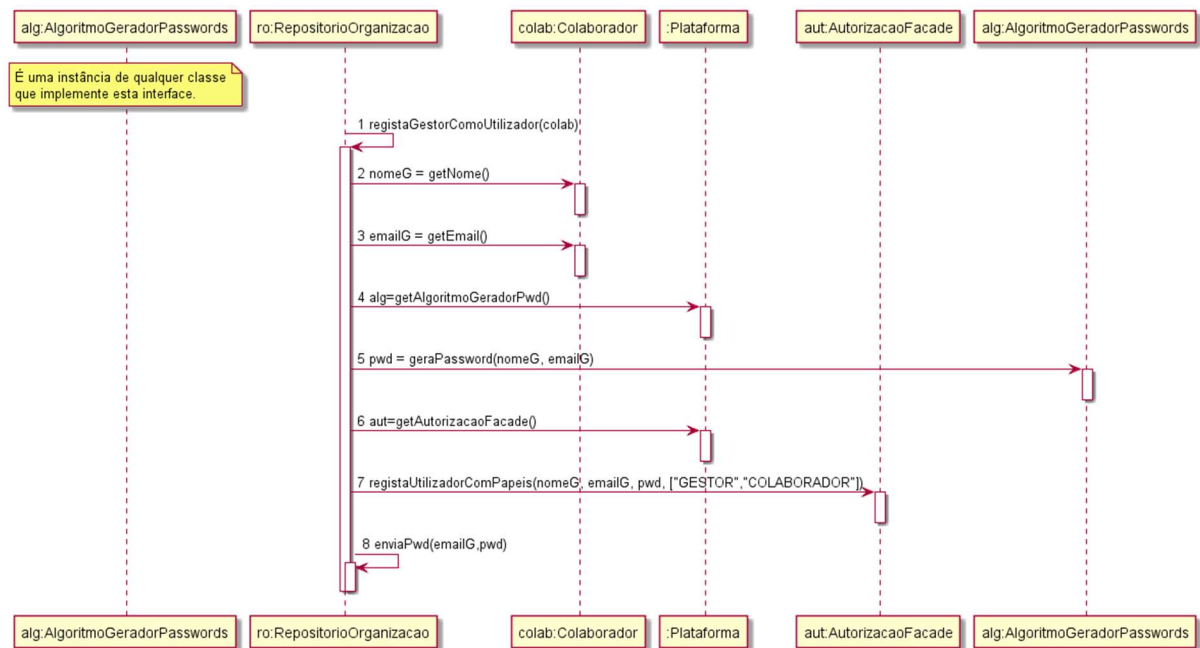 alg:AlgoritmoGeradorPasswords
ro:RepositorioOrganizacao
colab:Colaborador
:Plataforma
aut:AutorizacaoFacade
alg:AlgoritmoGeradorPasswords
É uma instância de qualquer classe
que implemente esta interface.
1 registaGestorComoUtilizador(colab)
2 nomeG = getNome()
3 emailG = getEmail()
4 alg=getAlgoritmoGeradorPwd()
5 pwd = geraPassword(nomeG, emailG)
6 aut=getAutorizacaoFacade()
7 registaUtilizadorComPapeis(nomeG, emailG, pwd, ["GESTOR","COLABORADOR"])
8 enviaPwd(emailG,pwd)
alg:AlgoritmoGeradorPasswords
ro:RepositorioOrganizacao
colab:Colaborador
:Plataforma
aut:AutorizacaoFacade
alg:AlgoritmoGeradorPasswords